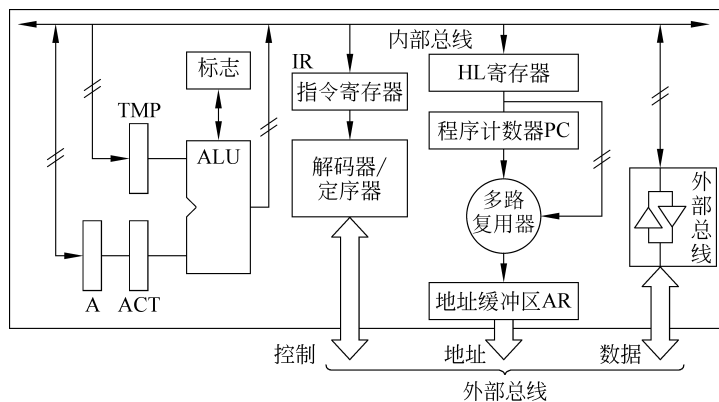 内部总线
标志
IR
HL寄存器
TMP
指令寄存器
程序计数器PC
ALU
解码器/
定序器
多路
复用器
外部总线
A
ACT
地址缓冲区AR
控制
地址
数据
外部总线